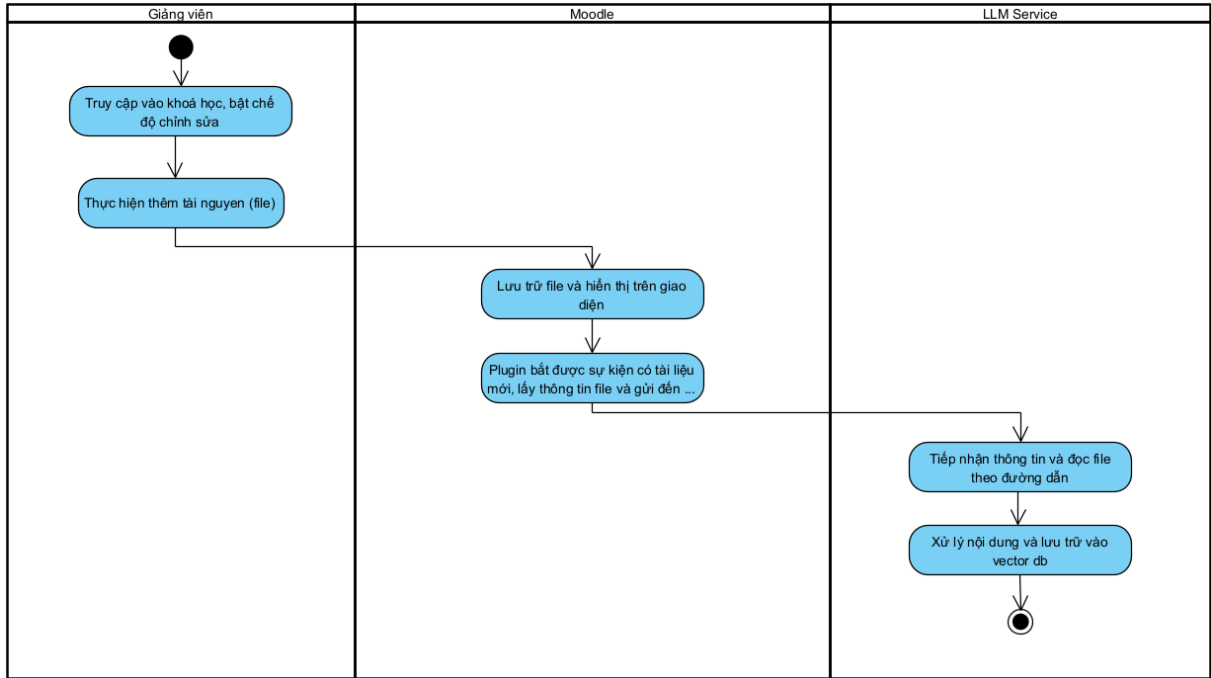 Giảng viên
Moodle
LLM Service
Truy cập vào khoá học, bật chế
độ chỉnh sửa
Thực hiện thêm tài nguyen (file)
Lưu trữ file và hiển thị trên giao
diện
Plugin bắt được sự kiện có tài liệu
mới, lấy thông tin file và gửi đến ...
Tiếp nhận thông tin và đọc file
theo đường dẫn
Xử lý nội dung và lưu trữ vào
vector db